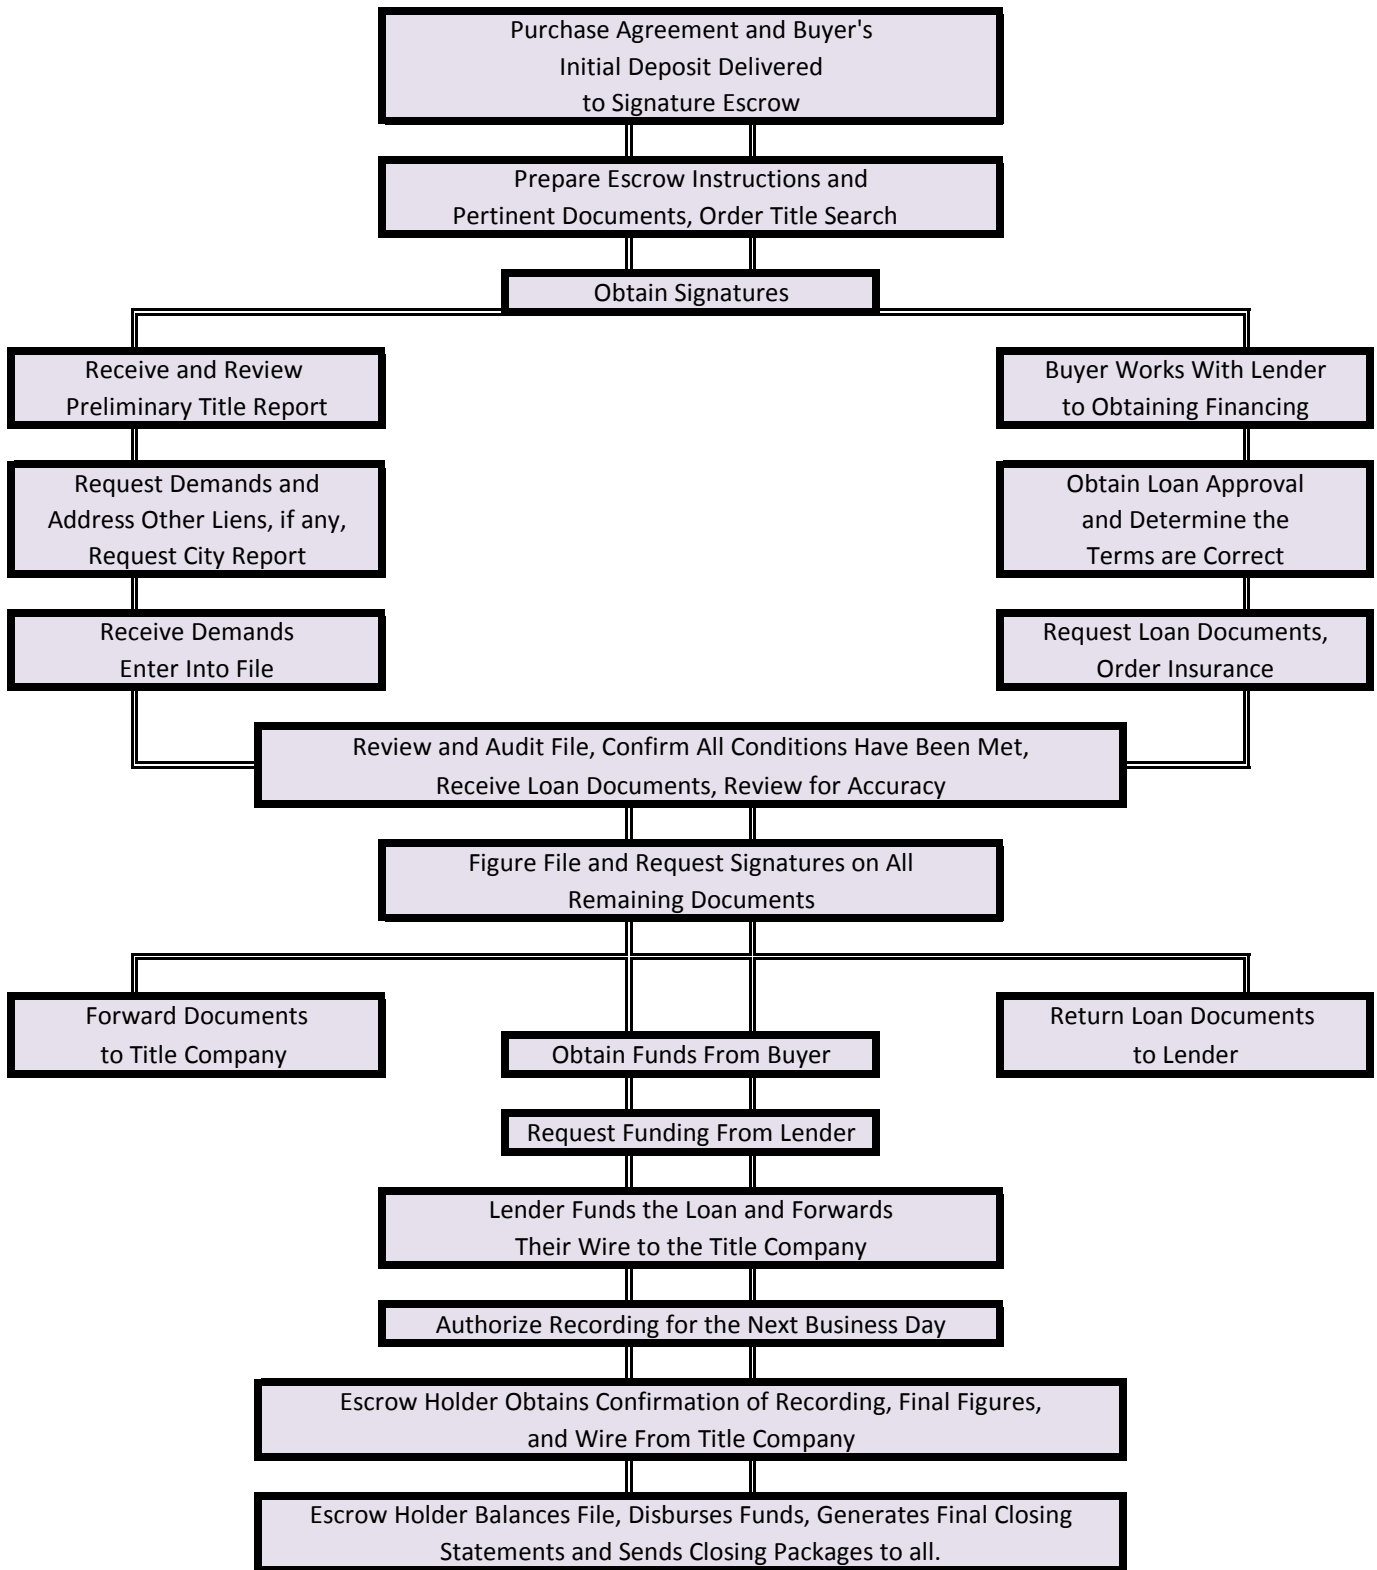 Purchase Agreement and Buyer's
Initial Deposit Delivered
to Signature Escrow
Prepare Escrow Instructions and
Pertinent Documents, Order Title Search
Obtain Signatures
Receive and Review
Preliminary Title Report
Buyer Works With Lender
to Obtaining Financing
Request Demands and
Address Other Liens, if any,
Request City Report
Obtain Loan Approval
and Determine the
Terms are Correct
Receive Demands
Enter Into File
Request Loan Documents,
Order Insurance
Review and Audit File, Confirm All Conditions Have Been Met,
Receive Loan Documents, Review for Accuracy
Figure File and Request Signatures on All
Remaining Documents
Forward Documents
to Title Company
Return Loan Documents
to Lender
Obtain Funds From Buyer
Request Funding From Lender
Lender Funds the Loan and Forwards
Their Wire to the Title Company
Authorize Recording for the Next Business Day
Escrow Holder Obtains Confirmation of Recording, Final Figures,
and Wire From Title Company
Escrow Holder Balances File, Disburses Funds, Generates Final Closing
Statements and Sends Closing Packages to all.